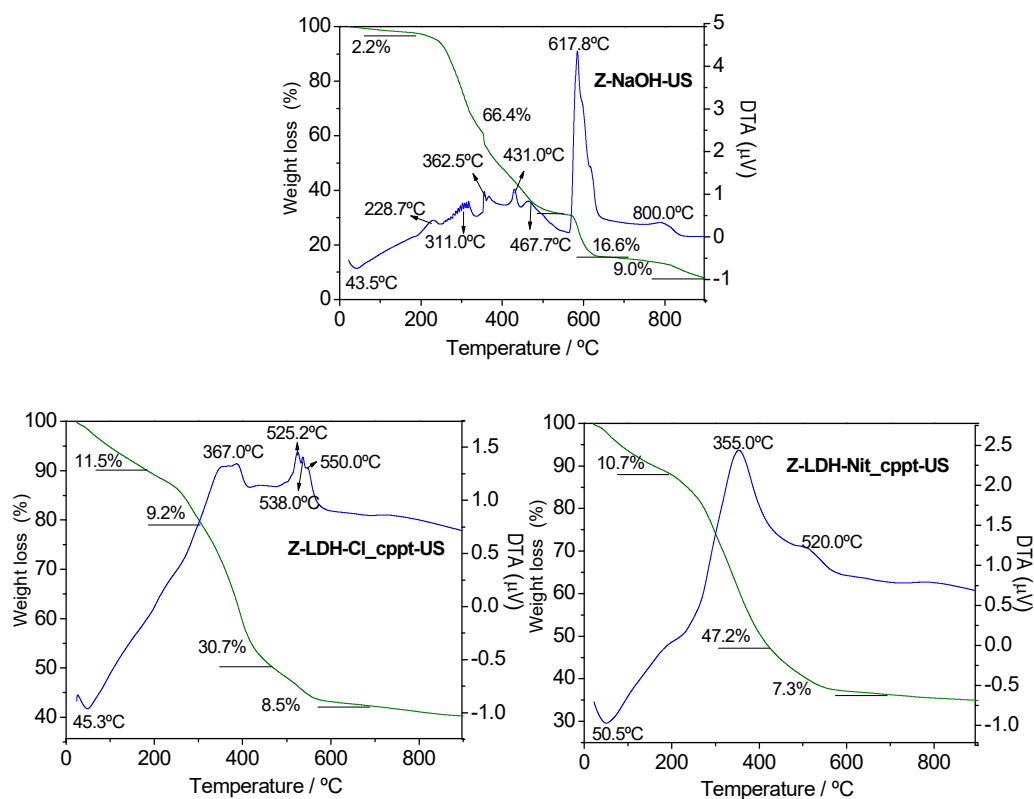 Z-NaOH-US
Weight loss (%)
DTA (µV)
Temperature / ºC
100
80
60
40
20
0
5
4
3
2
1
0
-1
0
200
400
600
800
2.2%
66.4%
16.6%
9.0%
43.5ºC
228.7ºC
311.0ºC
362.5ºC
431.0ºC
467.7ºC
617.8ºC
800.0ºC
Z-LDH-Cl_cppt-US
Weight loss (%)
DTA (µV)
Temperature / ºC
100
90
80
70
60
50
40
1.5
1.0
0.5
0.0
-0.5
-1.0
0
200
400
600
800
11.5%
9.2%
30.7%
8.5%
45.3ºC
367.0ºC
525.2ºC
538.0ºC
550.0ºC
Z-LDH-Nit_cppt-US
Weight loss (%)
DTA (µV)
Temperature / ºC
100
90
80
70
60
50
40
30
2.5
2.0
1.5
1.0
0.5
0.0
-0.5
-1.0
0
200
400
600
800
10.7%
47.2%
7.3%
50.5ºC
355.0ºC
520.0ºC